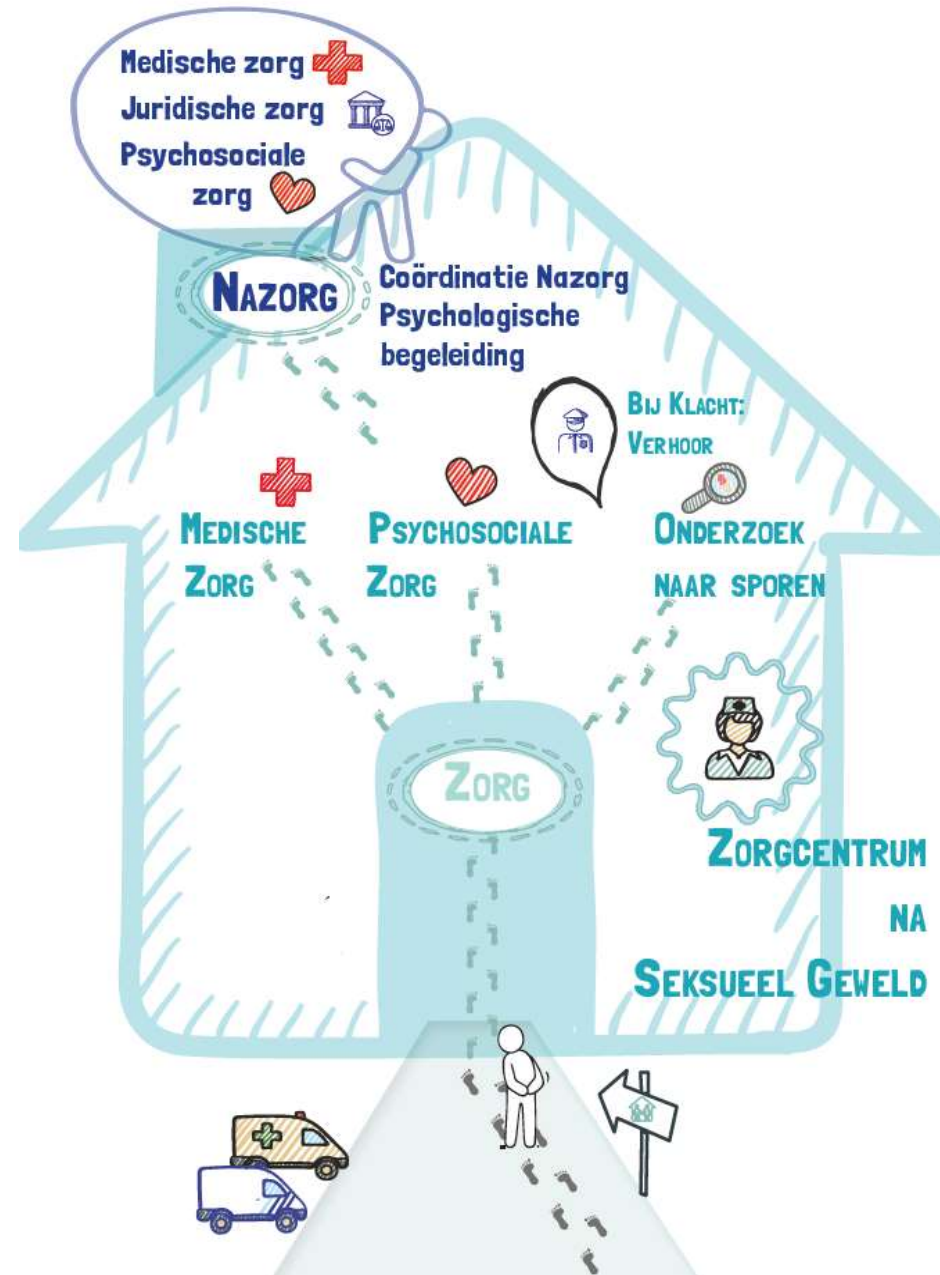 Medische zorg
Juridische zorg
Psychosociale
zorg
Nazorg
Coördinatie Nazorg
Psychologische
begeleiding
Bij Klacht:
Verhoor
Medische
Zorg
Psychosociale
Zorg
Onderzoek
naar sporen
Zorg
Zorgcentrum
na
Seksueel Geweld